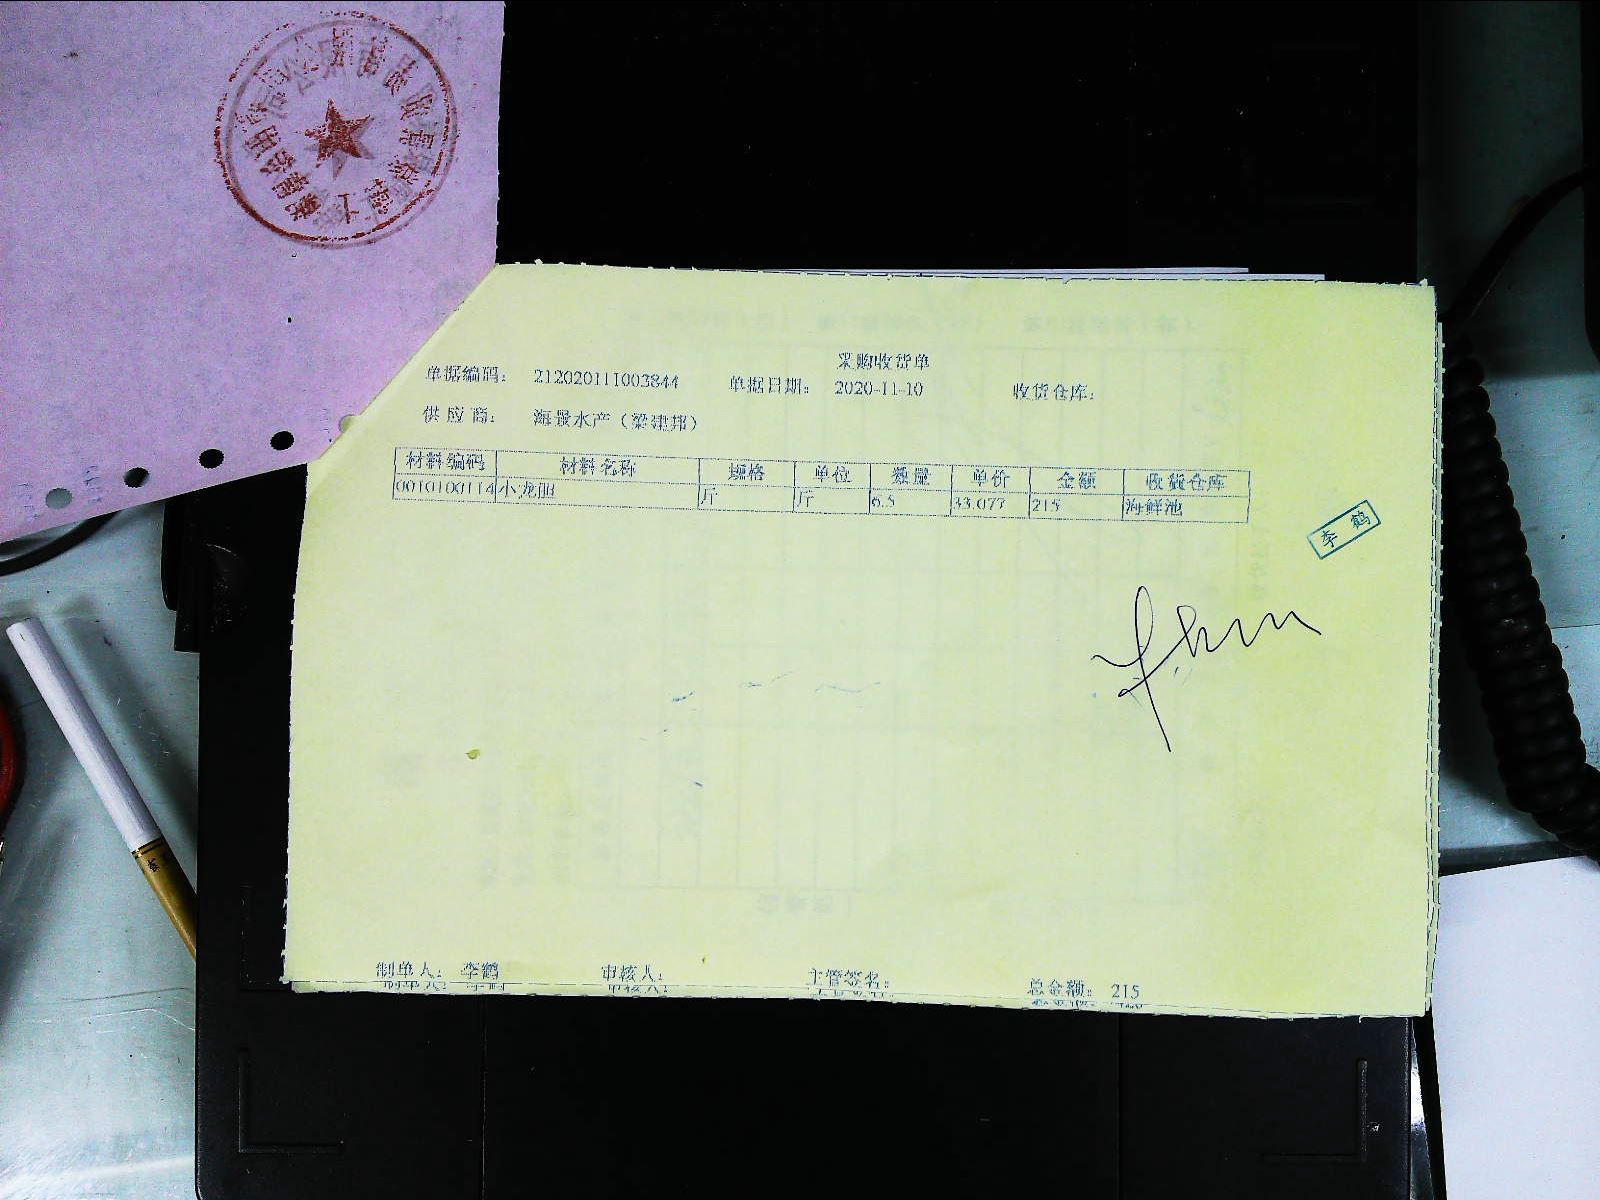 采购收货单
单据编码： 212020111003844 单据日期： 2020-11-10 收货仓库：
供应商： 海景水产（梁建邦）
材料编码 材料名称 规格 单位 数量 单价 金额 收货仓库
0010100114 小龙胆 斤 斤 6.5 33.077 215 海鲜池
李鹤
制单人： 李鹤 审核人： 主管签名： 总金额： 215